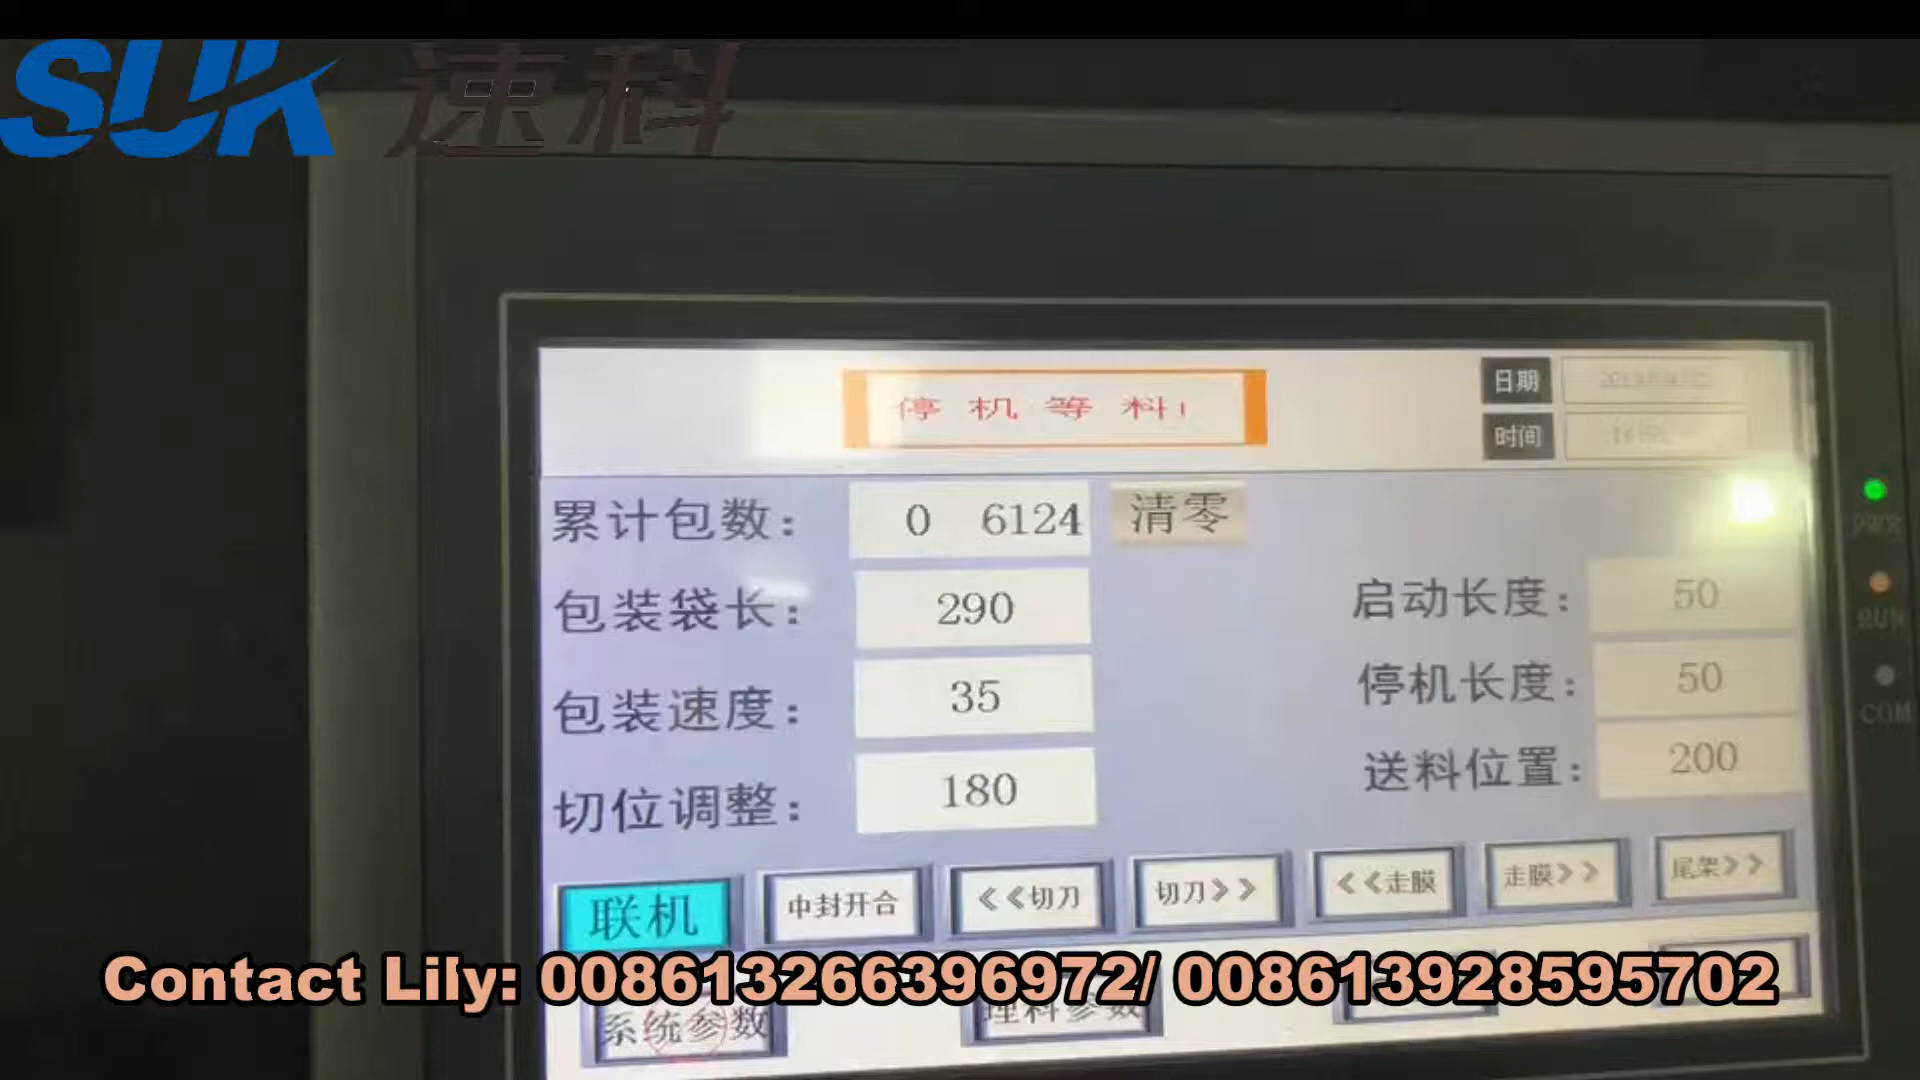 SUK 速科
停机等料!
日期
时间
累计包数: 0 6124 清零
包装袋长: 290
启动长度: 50
包装速度: 35
停机长度: 50
切位调整: 180
送料位置: 200
联机 中封开合 《《切刀 切刀》》 《《走膜 走膜》》 尾架》》
Contact Lily: 008613266396972/ 008613928595702
系统参数 理料参数
PWR
RUN
COM